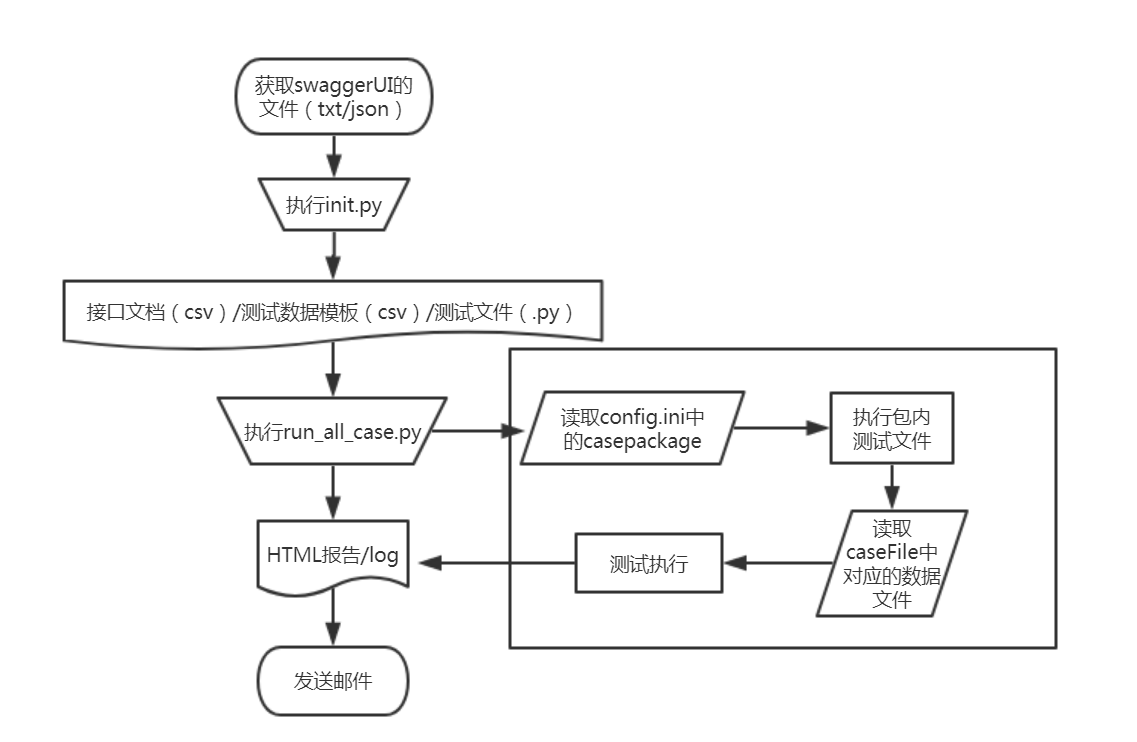 获取swaggerUI的
文件（txt/json）
执行init.py
接口文档（csv）/测试数据模板（csv）/测试文件（.py）
执行run_all_case.py
读取config.ini中
的casepackage
执行包内
测试文件
读取
caseFile中
对应的数据
文件
测试执行
HTML报告/log
发送邮件